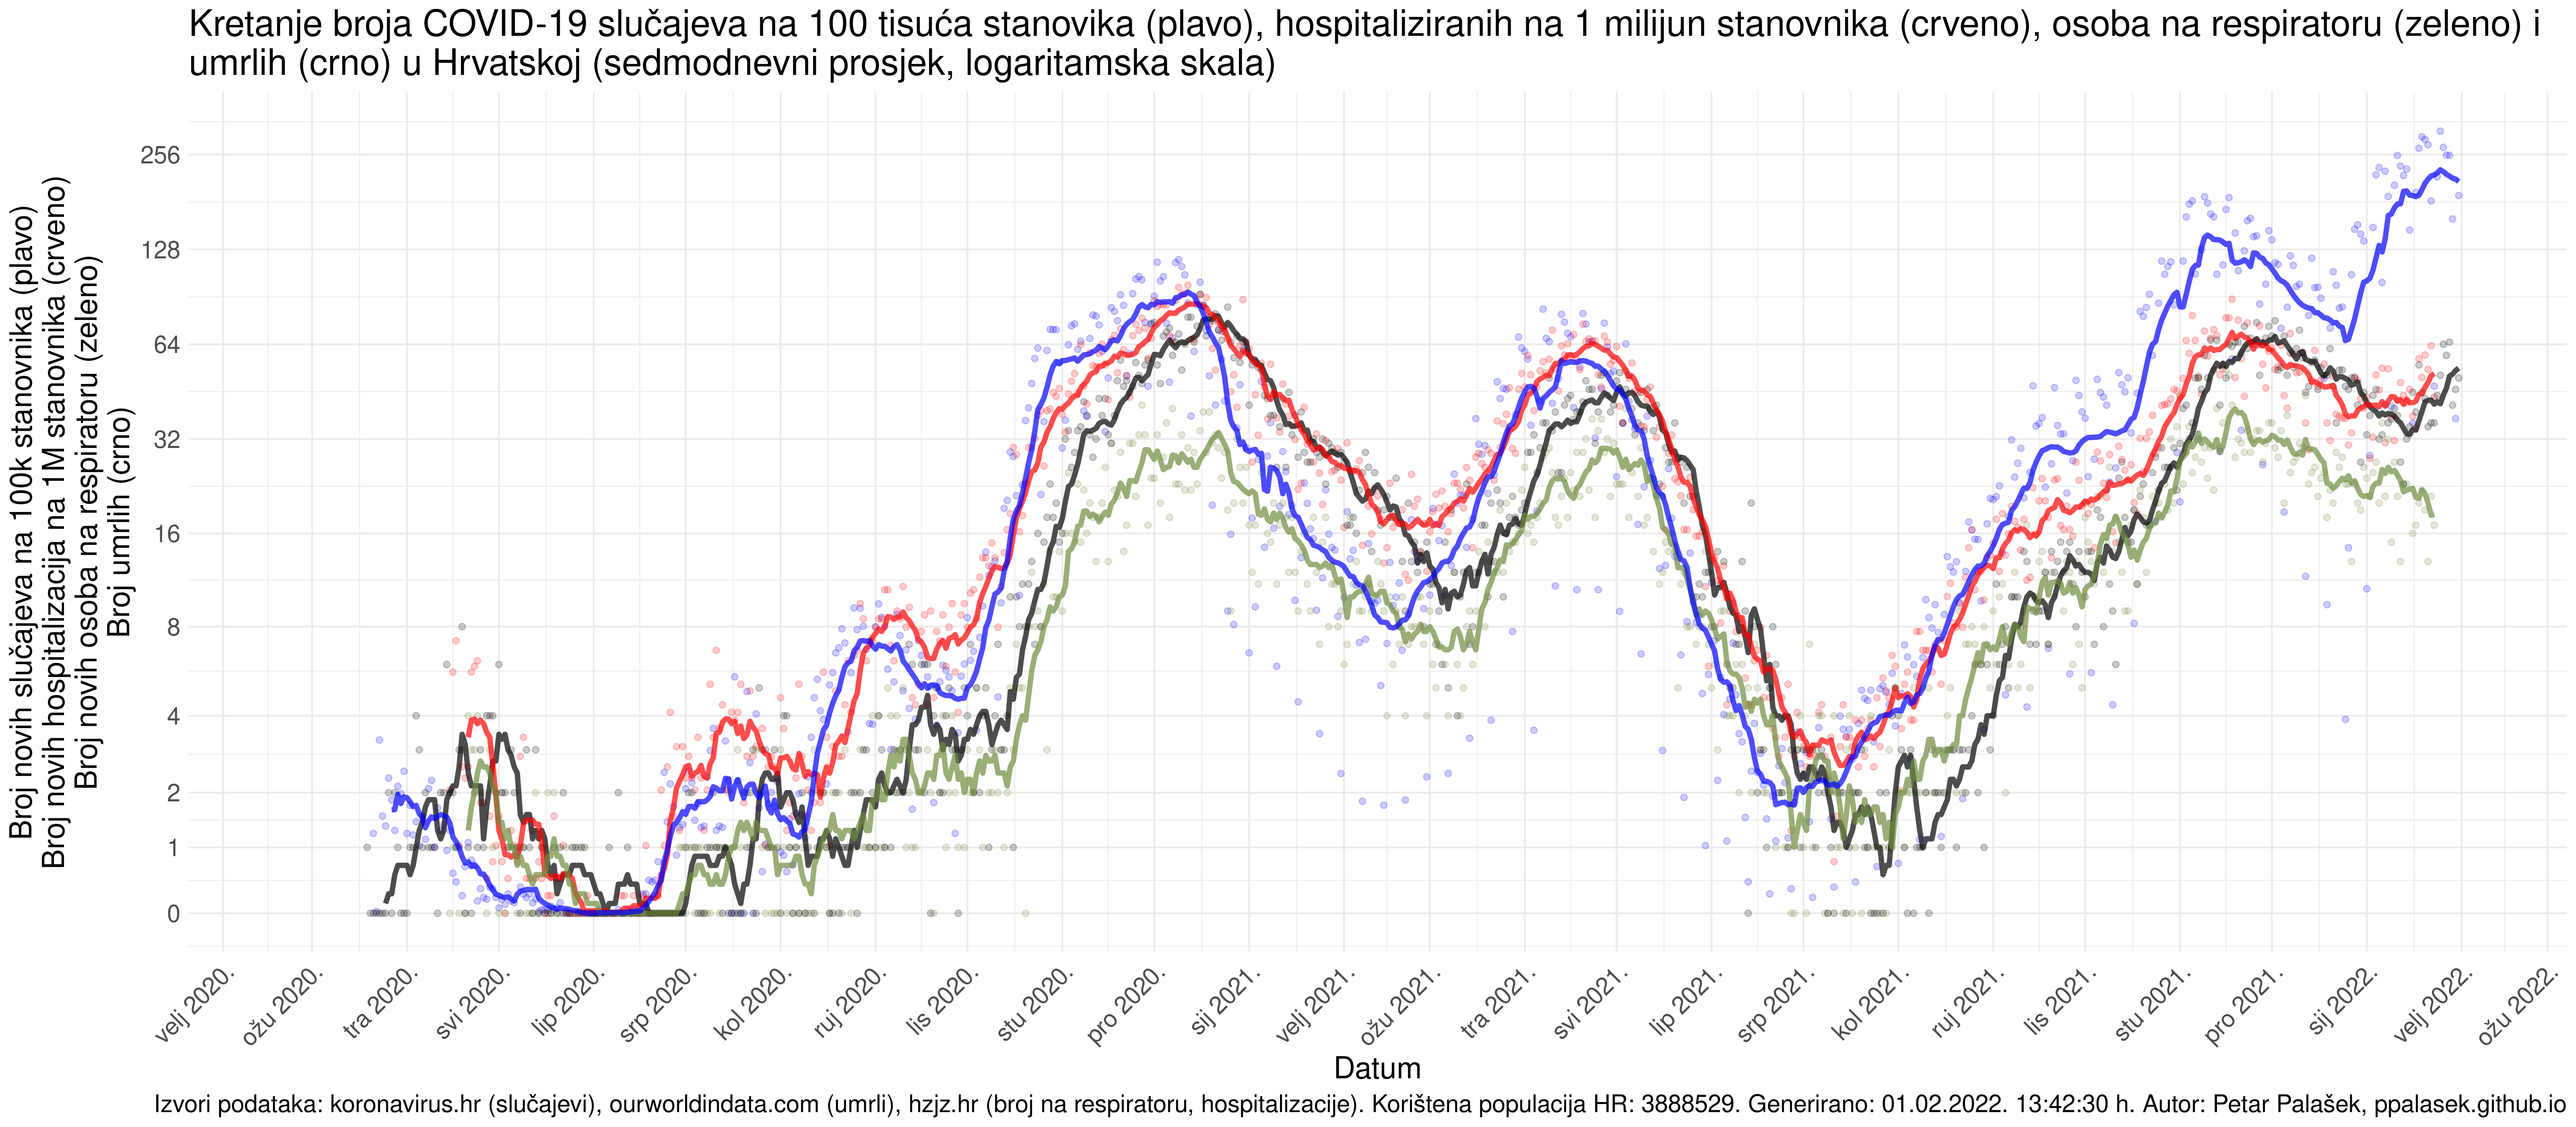 Kretanje broja COVID-19 slučajeva na 100 tisuća stanovika (plavo), hospitaliziranih na 1 milijun stanovnika (crveno), osoba na respiratoru (zeleno) i
umrlih (crno) u Hrvatskoj (sedmodnevni prosjek, logaritamska skala)
Broj novih slučajeva na 100k stanovnika (plavo)
Broj novih hospitalizacija na 1M stanovnika (crveno)
Broj novih osoba na respiratoru (zeleno)
Broj umrlih (crno)
256
128
64
32
16
8
4
2
1
0
velj 2020.
ožu 2020.
tra 2020.
svi 2020.
lip 2020.
srp 2020.
kol 2020.
ruj 2020.
lis 2020.
stu 2020.
pro 2020.
sij 2021.
velj 2021.
ožu 2021.
tra 2021.
svi 2021.
lip 2021.
srp 2021.
kol 2021.
ruj 2021.
lis 2021.
stu 2021.
pro 2021.
sij 2022.
velj 2022.
ožu 2022.
Datum
Izvori podataka: koronavirus.hr (slučajevi), ourworldindata.com (umrli), hzjz.hr (broj na respiratoru, hospitalizacije). Korištena populacija HR: 3888529. Generirano: 01.02.2022. 13:42:30 h. Autor: Petar Palašek, ppalasek.github.io